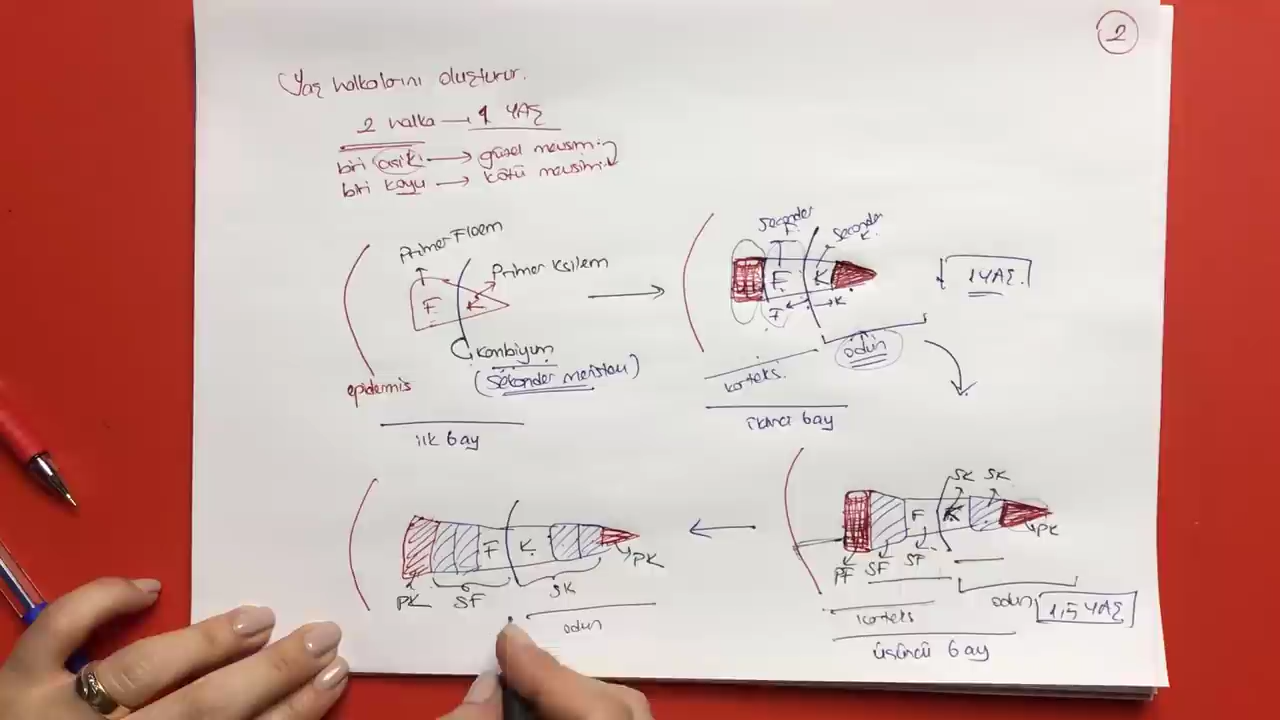 2
Yaş halkalarını oluşturur.
2 halka → 1 YAŞ
biri açık → güzel mevsim
biri koyu → kötü mevsim
Primer Floem
Primer Ksilem
F K
Kambiyum
(Sekonder meristem)
epidermis
ilk 6 ay
Seconder F.
Seconder K.
F K
F K
1 YAŞ.
odun
korteks.
ikinci 6 ay
SK SK
F K
PK
PF SF SF
odun
1,5 YAŞ
korteks
üçüncü 6 ay
F K
PK
PK SF SK
odun